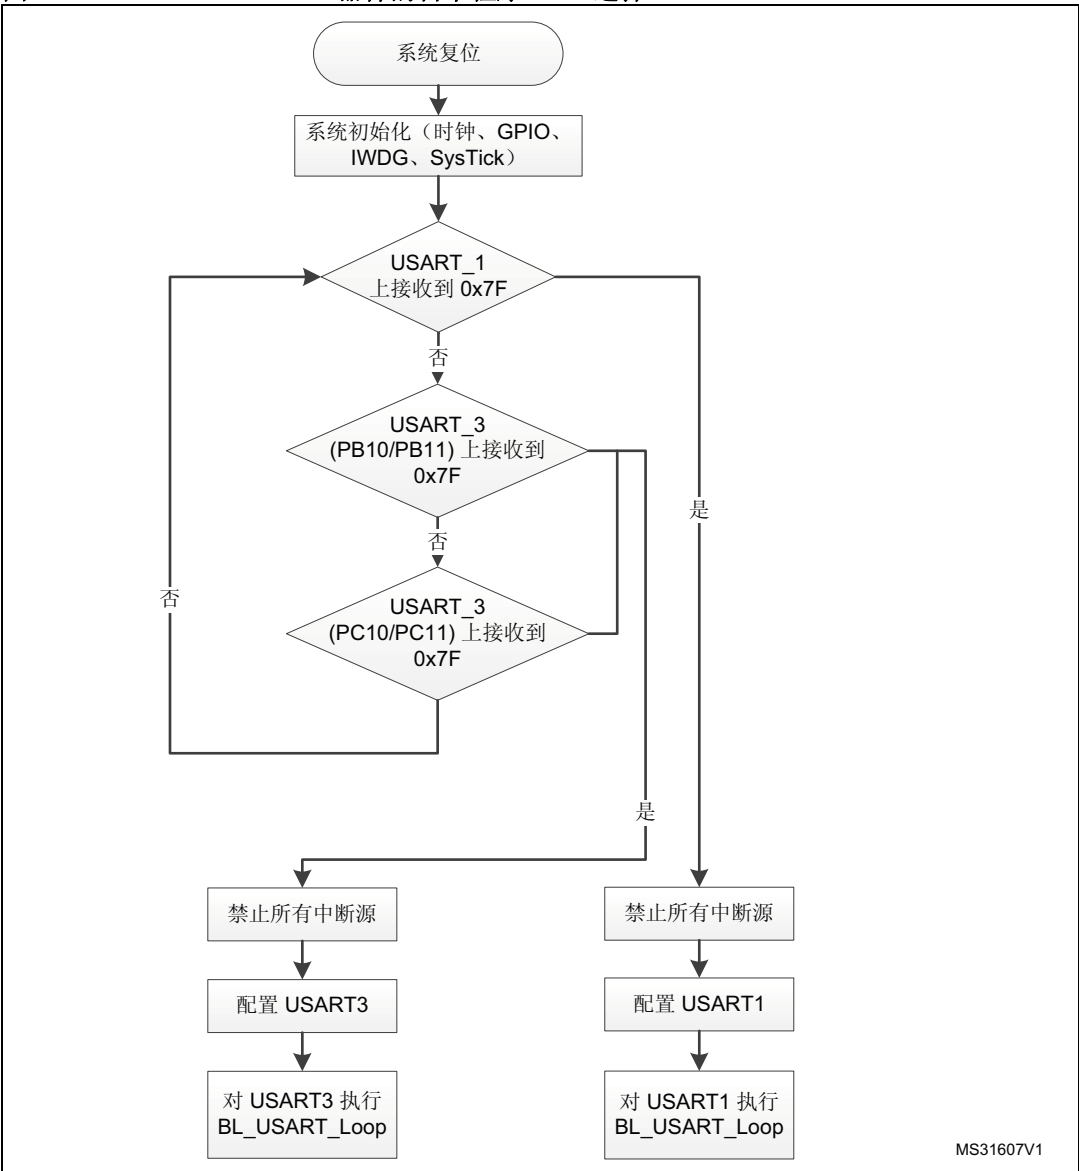 系统复位
系统初始化（时钟、GPIO、
IWDG、SysTick）
USART_1
上接收到 0x7F
否
USART_3
(PB10/PB11) 上接收到
0x7F
是
否
否
USART_3
(PC10/PC11) 上接收到
0x7F
是
禁止所有中断源
禁止所有中断源
配置 USART3
配置 USART1
对 USART3 执行
BL_USART_Loop
对 USART1 执行
BL_USART_Loop
MS31607V1